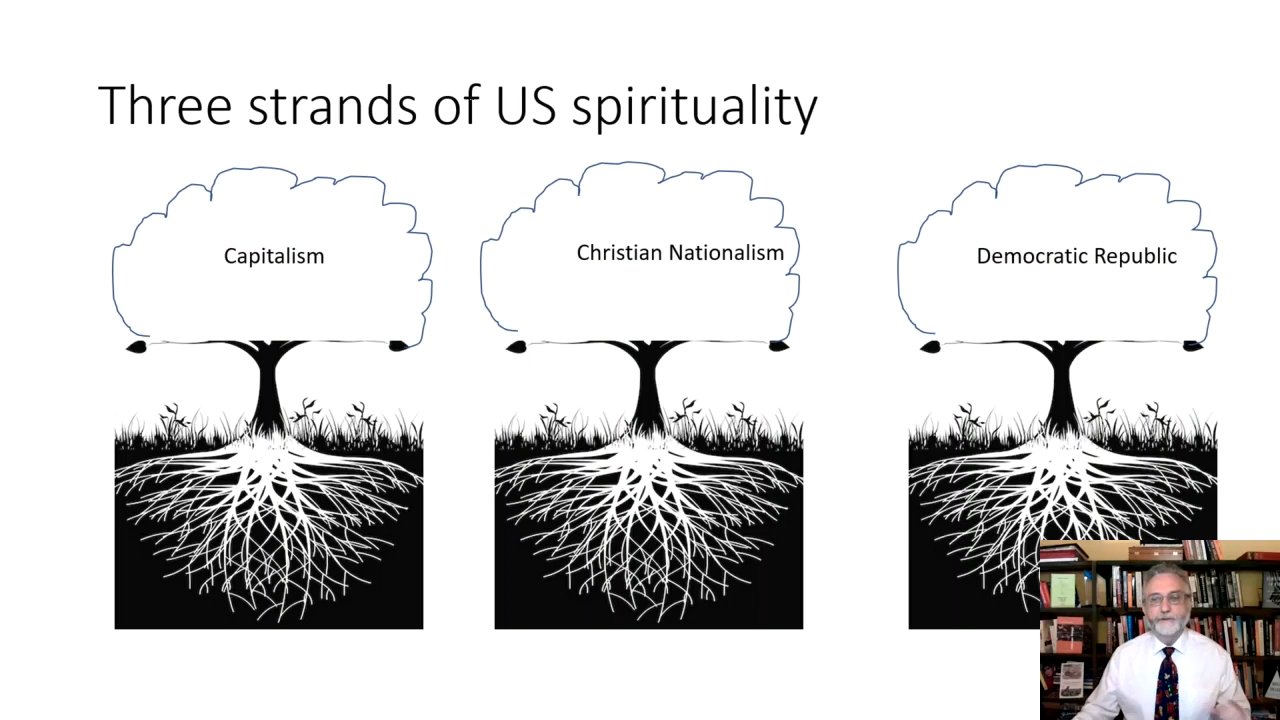 Three strands of US spirituality
Capitalism
Christian Nationalism
Democratic Republic